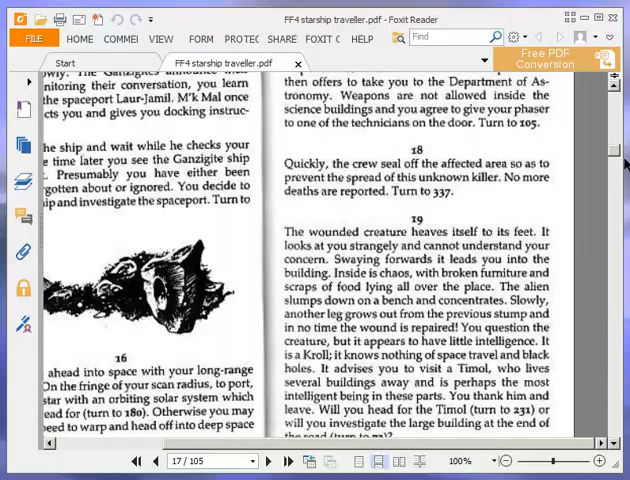 FF4 starship traveller.pdf - Foxit Reader
FILE HOME COMMEI VIEW FORM PROTEC SHARE FOXIT C HELP Find
Start FF4 starship traveller.pdf Free PDF Conversion
owly. The Ganzigites announce their
nitoring their conversation, you learn
the spaceport Laur-Jamil. M'k Mal once
cts you and gives you docking instruc-
he ship and wait while he checks your
e time later you see the Ganzigite ship
. Presumably you have either been
gotten about or ignored. You decide to
ip and investigate the spaceport. Turn to
16
ahead into space with your long-range
On the fringe of your scan radius, to port,
star with an orbiting solar system which
ead for (turn to 180). Otherwise you may
peed to warp and head off into deep space
then offers to take you to the Department of As-
tronomy. Weapons are not allowed inside the
science buildings and you agree to give your phaser
to one of the technicians on the door. Turn to 105.
18
Quickly, the crew seal off the affected area so as to
prevent the spread of this unknown killer. No more
deaths are reported. Turn to 337.
19
The wounded creature heaves itself to its feet. It
looks at you strangely and cannot understand your
concern. Swaying forwards it leads you into the
building. Inside is chaos, with broken furniture and
scraps of food lying all over the place. The alien
slumps down on a bench and concentrates. Slowly,
another leg grows out from the previous stump and
in no time the wound is repaired! You question the
creature, but it appears to have little intelligence. It
is a Kroll; it knows nothing of space travel and black
holes. It advises you to visit a Timol, who lives
several buildings away and is perhaps the most
intelligent being in these parts. You thank him and
leave. Will you head for the Timol (turn to 231) or
will you investigate the large building at the end of
the road (turn to
17 / 105 100%